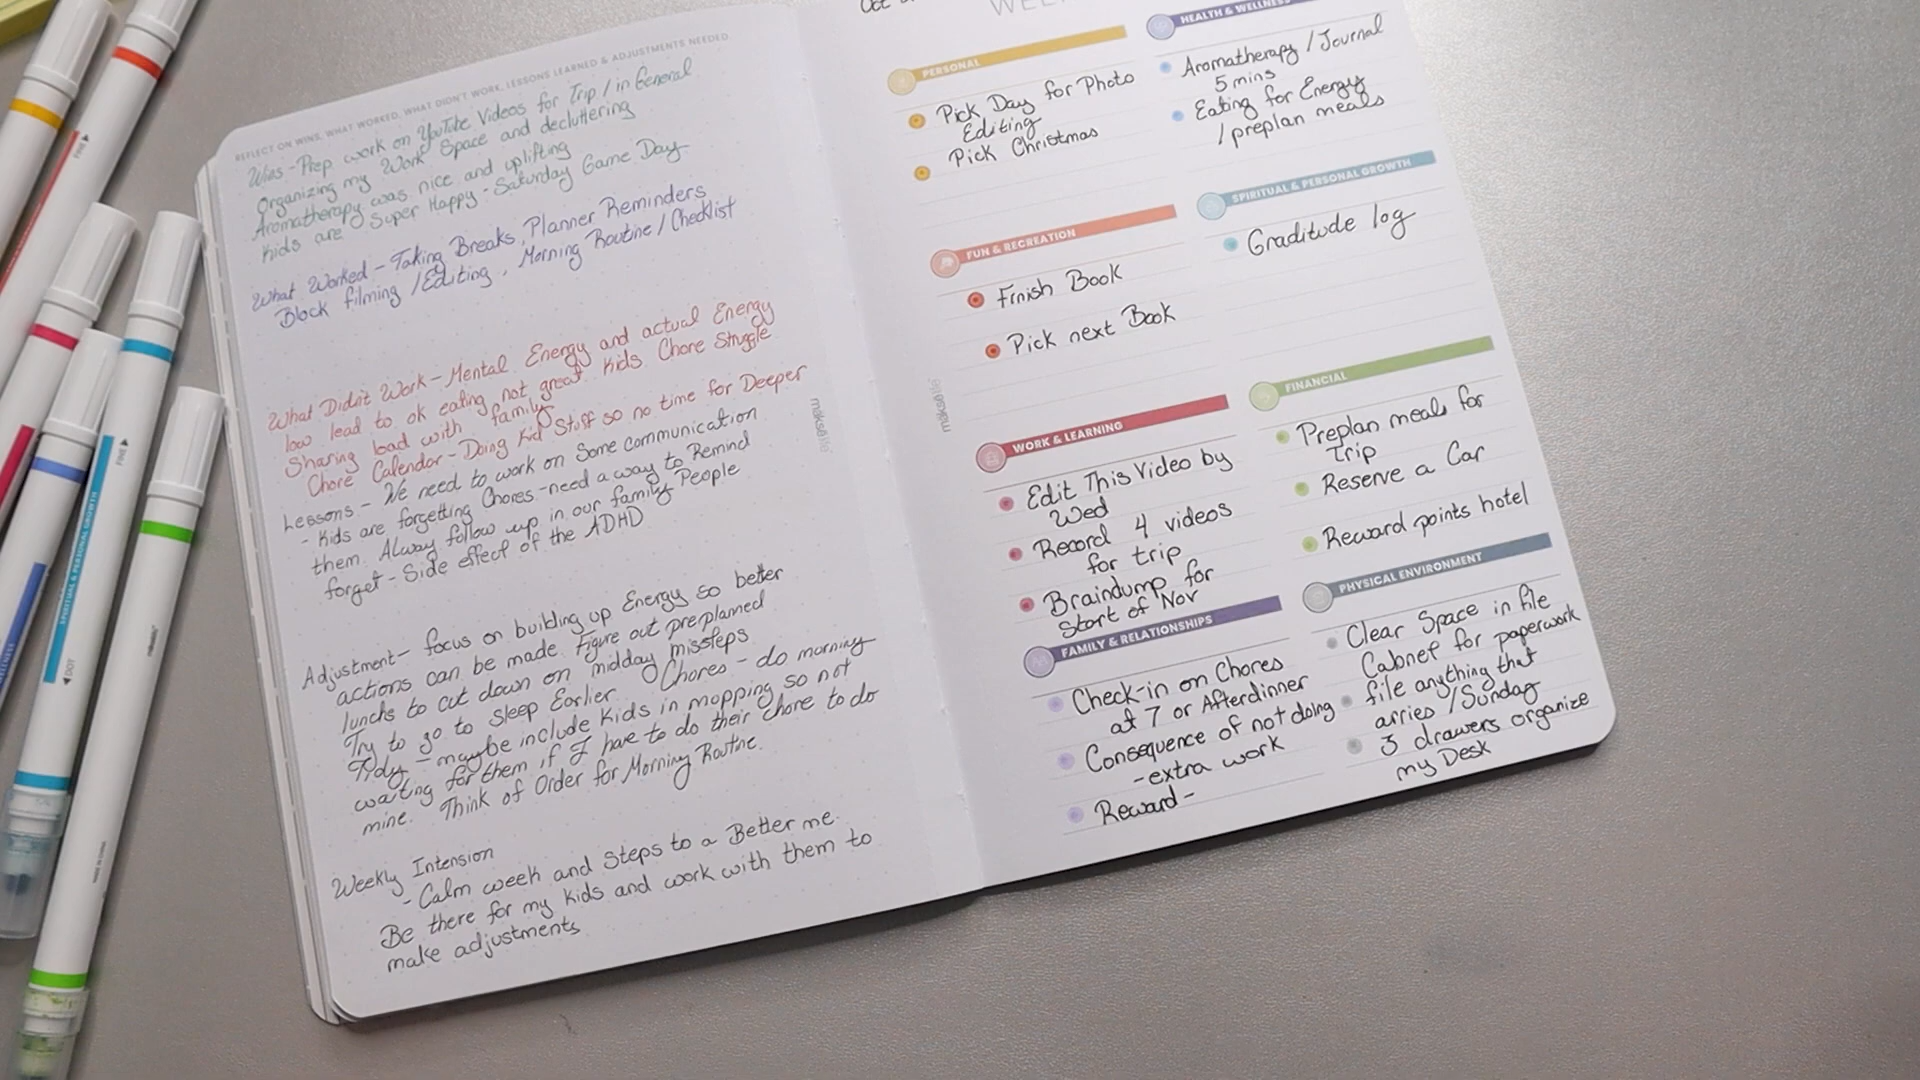 REFLECT ON WINS, WHAT WORKED, WHAT DIDN'T WORK, LESSONS LEARNED & ADJUSTMENTS NEEDED
Wins - Prep work on YouTube Videos for Trip / in General
Organizing my Work Space and decluttering
Aromatherapy was nice and uplifting
Kids are Super Happy - Saturday Game Day
What Worked - Taking Breaks, Planner Reminders
Block filming / Editing, Morning Routine / Checklist
What Didn't Work - Mental Energy and actual Energy
low lead to ok eating not great Kids Chore Struggle
Sharing load with family
Chore Calendar - Doing Kid Stuff so no time for Deeper
Lessons - We need to work on Some communication
- Kids are forgetting Chores - need a way to Remind
them. Alway follow up in our family People
forget - Side effect of the ADHD
Adjustment - focus on building up Energy so better
actions can be made Figure out preplanned
lunchs to cut down on midday missteps
Try to go to Sleep Earlier. Chores - do morning
Tidy - maybe include Kids in mopping so not
waiting for them if I have to do their chore to do
mine. Think of Order for Morning Routine.
Weekly Intension
- Calm week and Steps to a Better me.
Be there for my kids and work with them to
make adjustments
makselife
Oct
PERSONAL
Pick Day for Photo
Editing
Pick Christmas
FUN & RECREATION
Finish Book
Pick next Book
makselife
WORK & LEARNING
Edit This Video by
Wed
Record 4 videos
for trip
Braindump for
Start of Nov
FAMILY & RELATIONSHIPS
Check-in on Chores
at 7 or Afterdinner
Consequence of not doing
- extra work
Reward -
HEALTH & WELLNESS
Aromatherapy / Journal
5 mins
Eating for Energy
/ preplan meals
SPIRITUAL & PERSONAL GROWTH
Graditude log
FINANCIAL
Preplan meals for
Trip
Reserve a Car
Reward points hotel
PHYSICAL ENVIRONMENT
Clear Space in file
Cabnet for paperwork
file anything that
arries / Sunday
3 drawers organize
my Desk
FINE
FINE
SPIRITUAL & PERSONAL GROWTH
DOT